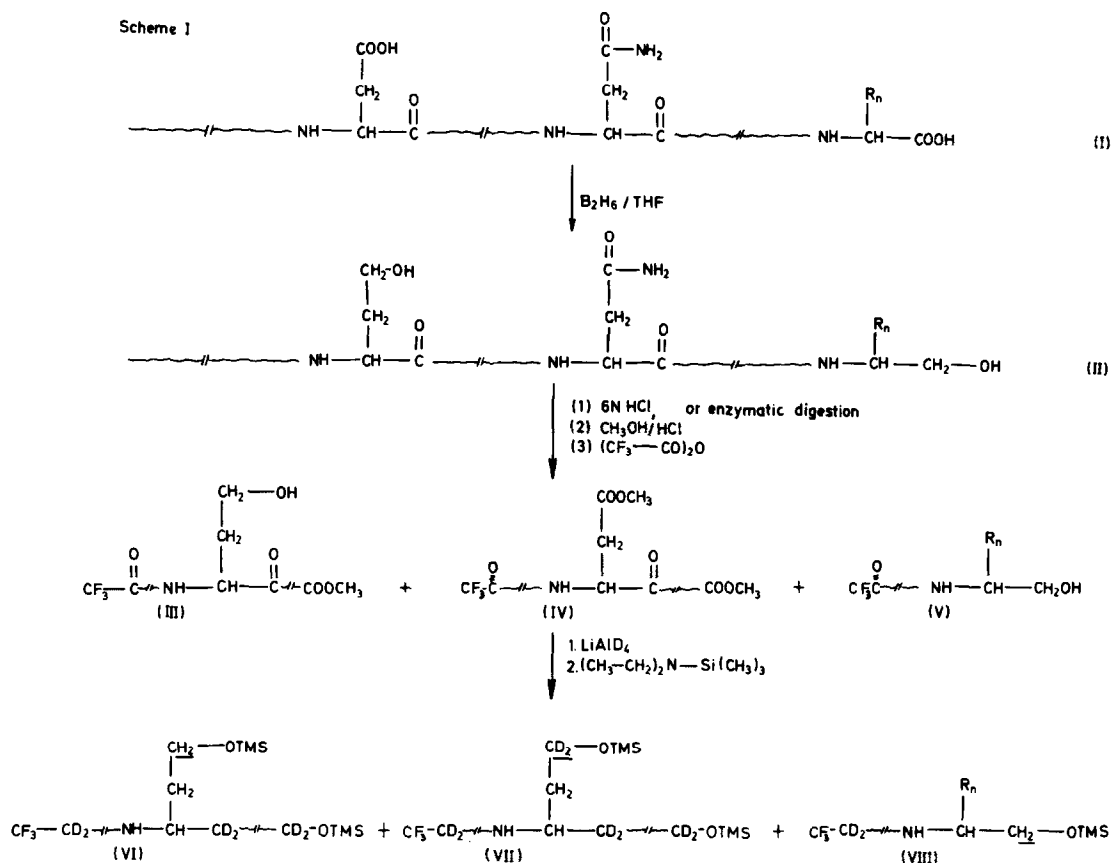 Scheme I
COOH
CH2
O
NH—CH—C
O
C—NH2
CH2
O
NH—CH—C
Rn
NH—CH—COOH
(I)
B2H6 / THF
CH2-OH
CH2
O
NH—CH—C
O
C—NH2
CH2
O
NH—CH—C
Rn
NH—CH—CH2—OH
(II)
(1) 6N HCl, or enzymatic digestion
(2) CH3OH/HCl
(3) (CF3—CO)2O
CH2—OH
CH2
O O
CF3—C NH—CH—C COOCH3
(III)
+
COOCH3
CH2
O O
CF3C NH—CH—C COOCH3
(IV)
+
Rn
O
CF3C NH—CH—CH2OH
(V)
1. LiAlD4
2. (CH3-CH2)2N—Si(CH3)3
CH2—OTMS
CH2
CF3—CD2 NH—CH—CD2 CD2—OTMS
(VI)
+
CD2—OTMS
CH2
CF3-CD2 NH—CH—CD2 CD2—OTMS
(VII)
+
Rn
CF3-CD2 NH—CH—CH2—OTMS
(VIII)